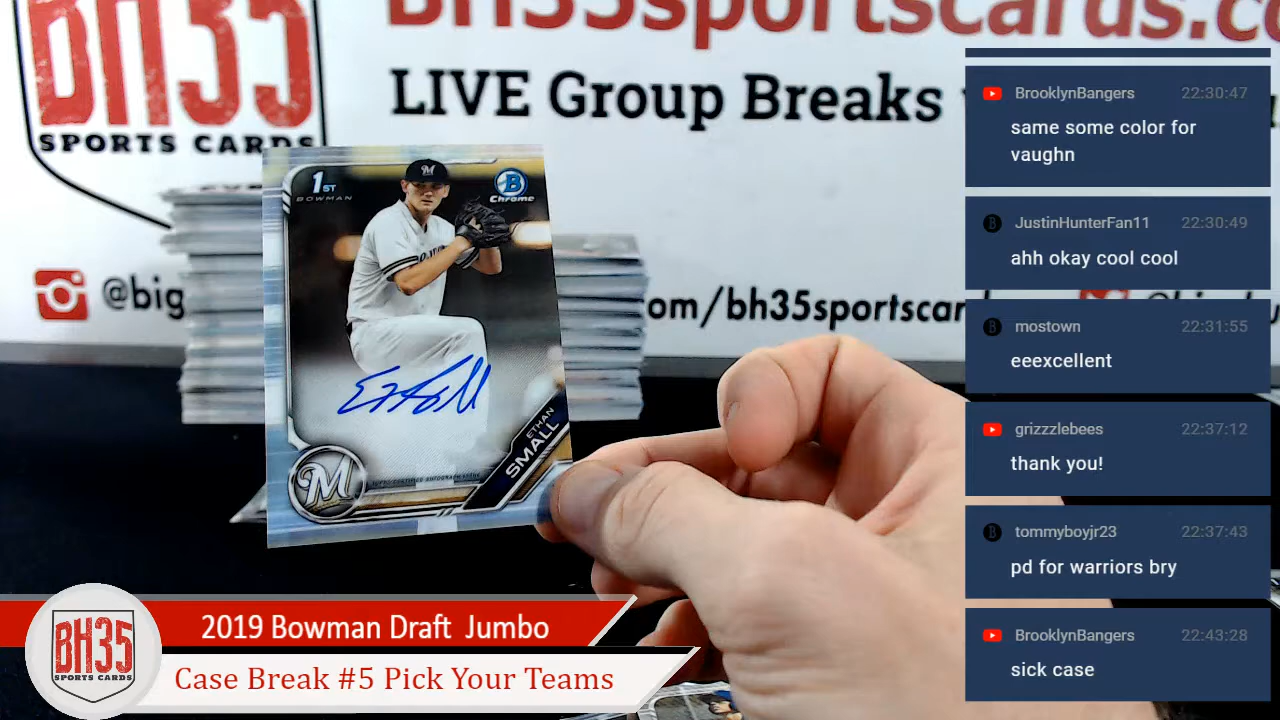 BH35sportscards.co
BH35
SPORTS CARDS
LIVE Group Breaks
@big
om/bh35sportscar
1ST
BOWMAN
B
Chrome
M
ETHAN
SMALL
BrooklynBangers 22:30:47
same some color for
vaughn
JustinHunterFan11 22:30:49
ahh okay cool cool
mostown 22:31:55
eeexcellent
grizzzlebees 22:37:12
thank you!
tommyboyjr23 22:37:43
pd for warriors bry
BrooklynBangers 22:43:28
sick case
BH35
SPORTS CARDS
2019 Bowman Draft Jumbo
Case Break #5 Pick Your Teams